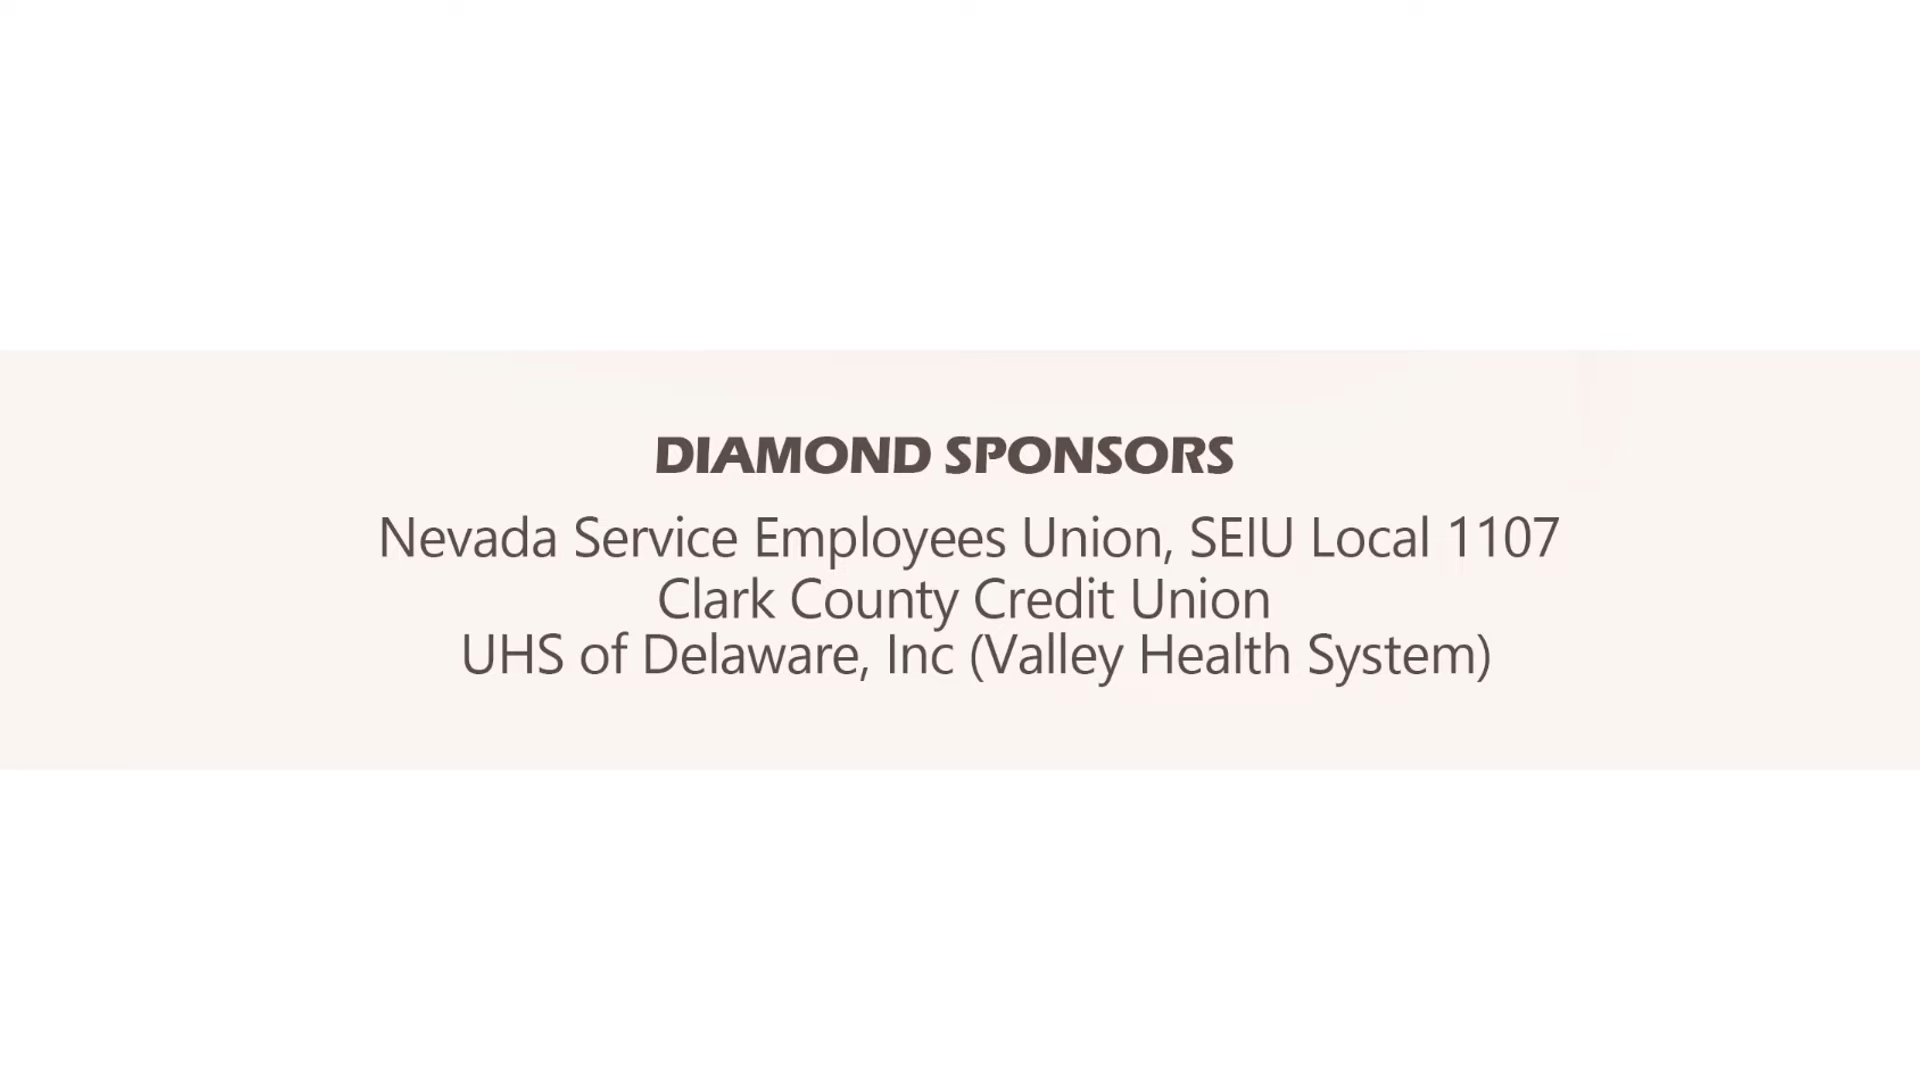 DIAMOND SPONSORS
Nevada Service Employees Union, SEIU Local 1107
Clark County Credit Union
UHS of Delaware, Inc (Valley Health System)